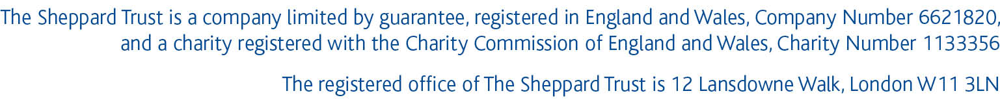 The Sheppard Trust is a company limited by guarantee, registered in England and Wales, Company Number 6621820,
and a charity registered with the Charity Commission of England and Wales, Charity Number 1133356
The registered office of The Sheppard Trust is 12 Lansdowne Walk, London W11 3LN